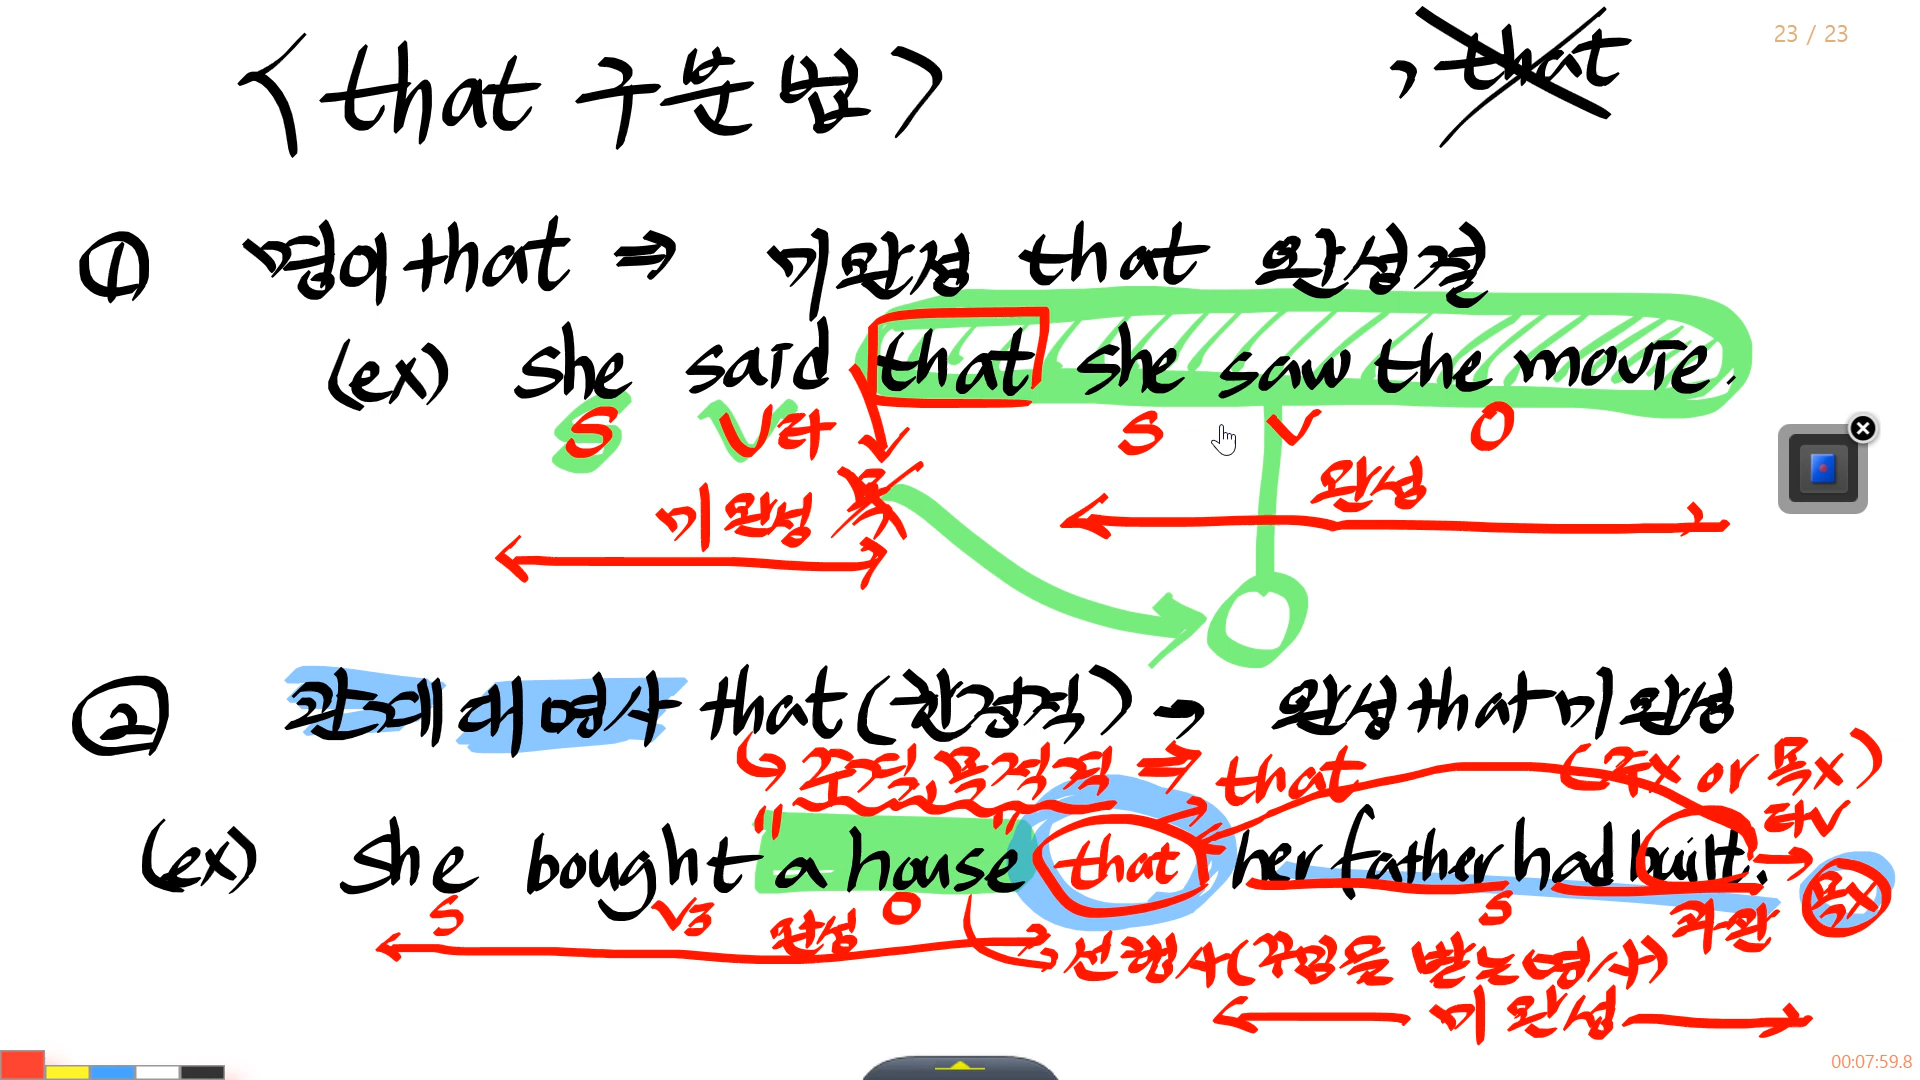 <that 구분법>
, that
23 / 23
① 명이 that ⇒ 미완성 that 완성절
(ex) She said that she saw the movie.
S V타 S V O
미완성 목 완성
② 관계대명사 that (한정적) → 완성 that 미완성
주격, 목적격 ⇒ that (주x or 목x)
타V
(ex) She bought "a house" that her father had built. 목x
S V3 완성 O S 과완
선행사(꾸밈을 받는 명사)
미완성
00:07:59.8